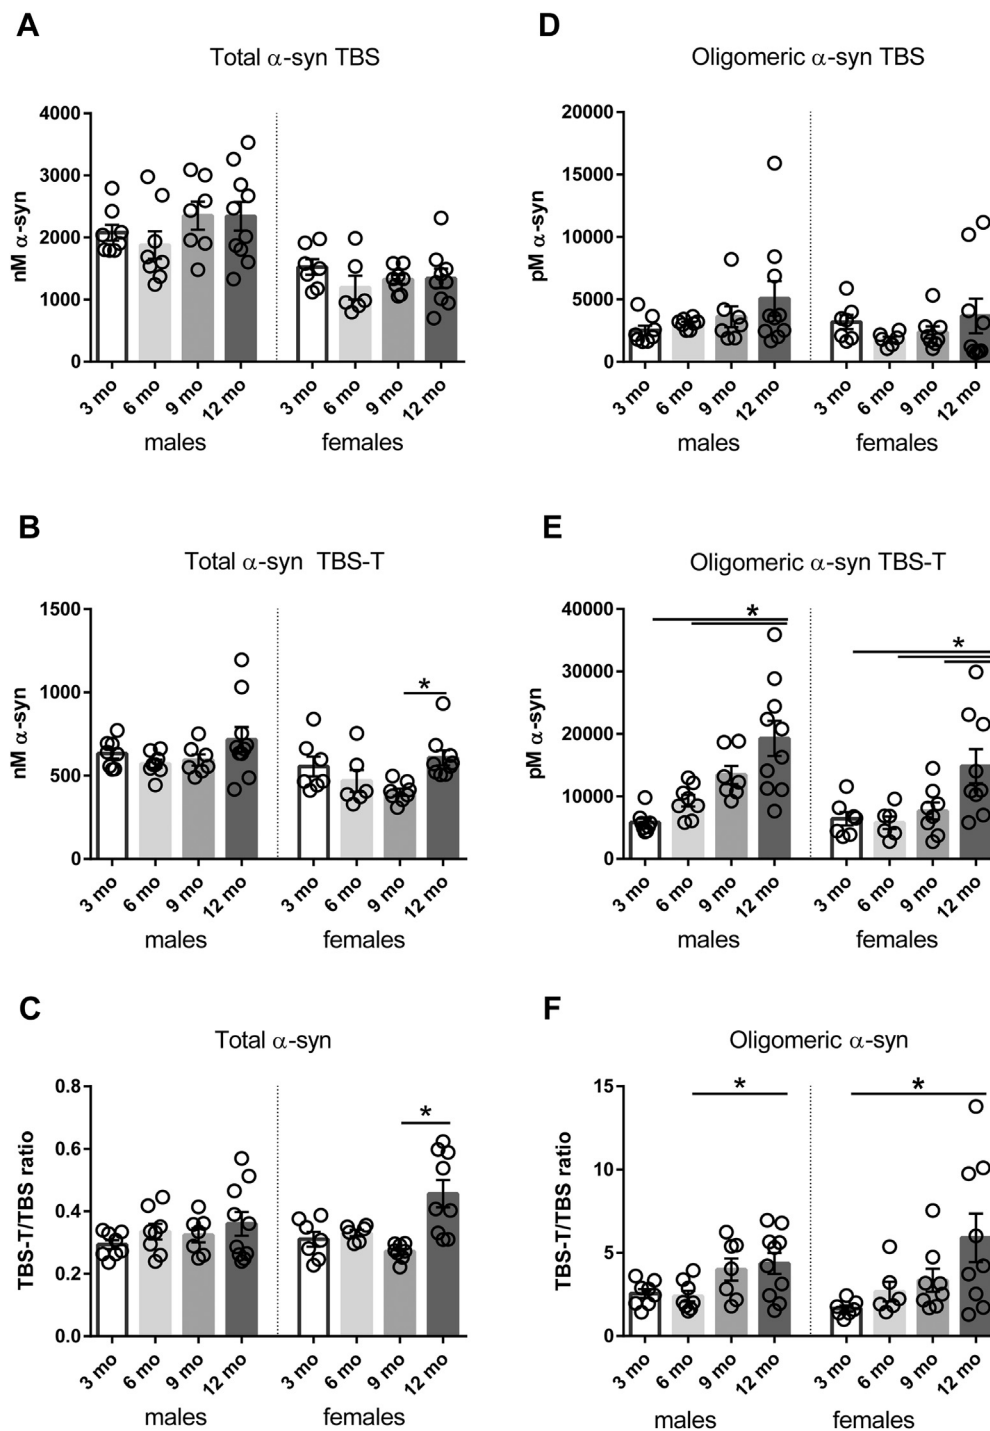 A
Total α-syn TBS
nM α-syn
4000
3000
2000
1000
0
3 mo
6 mo
9 mo
12 mo
3 mo
6 mo
9 mo
12 mo
males
females
D
Oligomeric α-syn TBS
pM α-syn
20000
15000
10000
5000
0
3 mo
6 mo
9 mo
12 mo
3 mo
6 mo
9 mo
12 mo
males
females
B
Total α-syn TBS-T
nM α-syn
1500
1000
500
0
*
3 mo
6 mo
9 mo
12 mo
3 mo
6 mo
9 mo
12 mo
males
females
E
Oligomeric α-syn TBS-T
pM α-syn
40000
30000
20000
10000
0
*
*
3 mo
6 mo
9 mo
12 mo
3 mo
6 mo
9 mo
12 mo
males
females
C
Total α-syn
TBS-T/TBS ratio
0.8
0.6
0.4
0.2
0.0
*
3 mo
6 mo
9 mo
12 mo
3 mo
6 mo
9 mo
12 mo
males
females
F
Oligomeric α-syn
TBS-T/TBS ratio
15
10
5
0
*
*
3 mo
6 mo
9 mo
12 mo
3 mo
6 mo
9 mo
12 mo
males
females